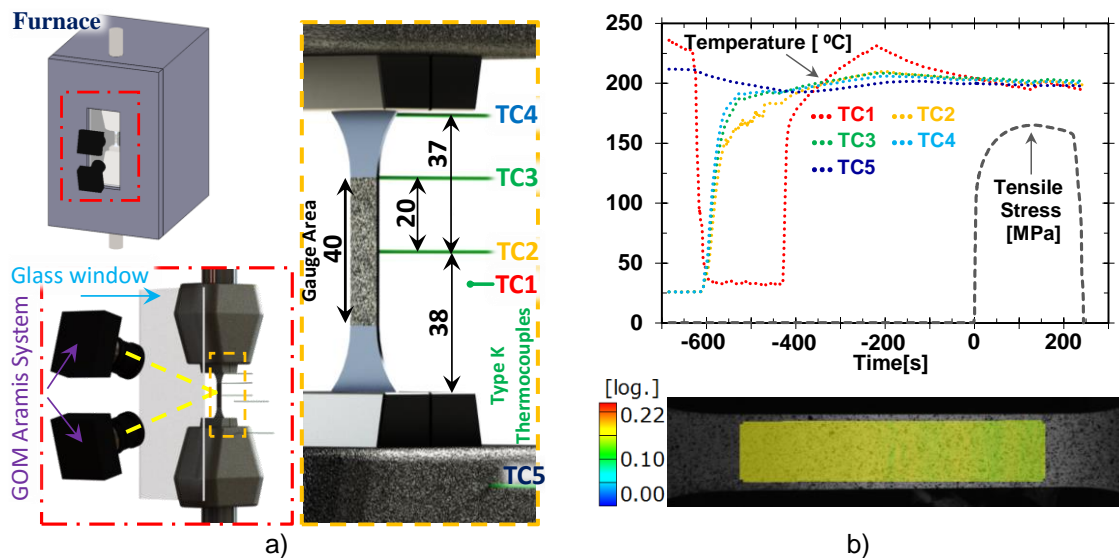 Furnace
Glass window
GOM Aramis System
TC4
37
TC3
20
Gauge Area
40
TC2
TC1
38
Type K
Thermocouples
TC5
a)
250
200
150
100
50
0
Temperature [ ⁰C]
TC1
TC2
TC3
TC4
TC5
Tensile
Stress
[MPa]
-600
-400
-200
0
200
Time[s]
[log.]
0.22
0.10
0.00
b)